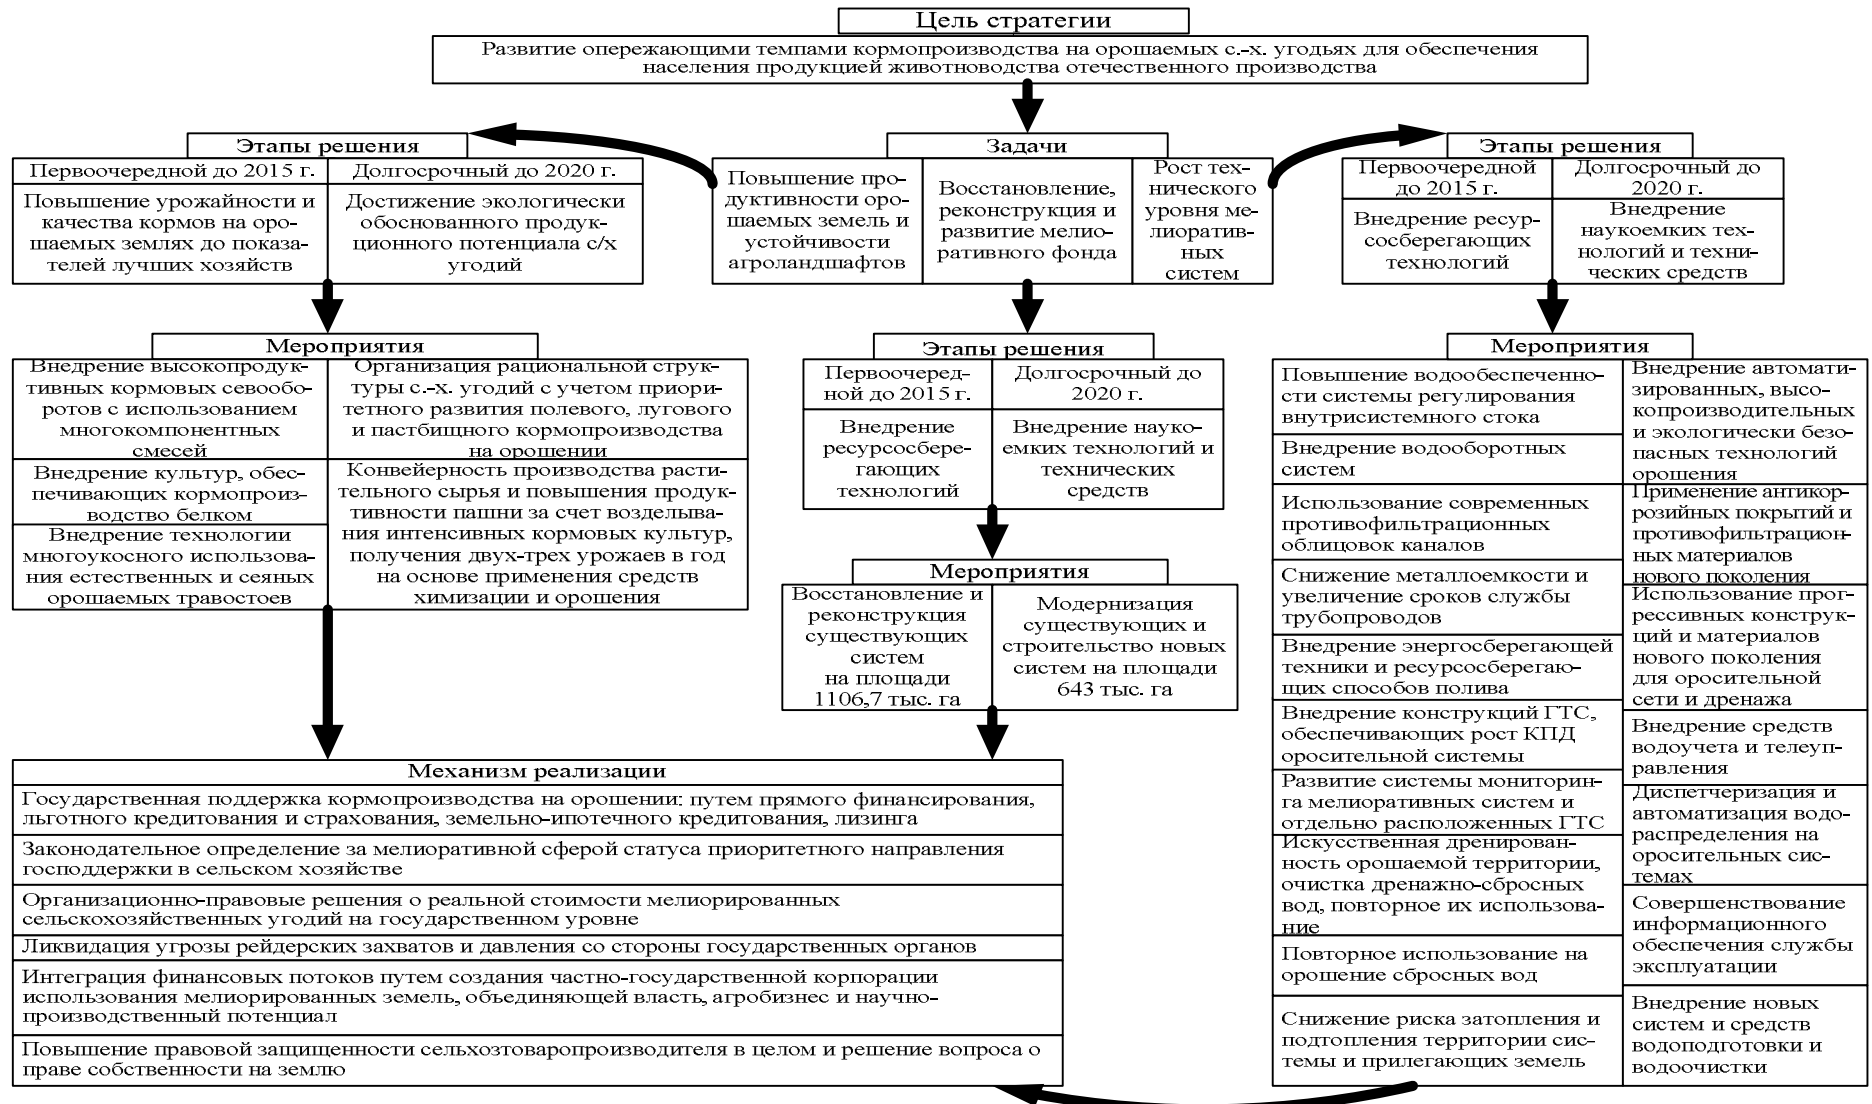 Цель стратегии
Развитие опережающими темпами кормопроизводства на орошаемых с.-х. угодьях для обеспечения
населения продукцией животноводства отечественного производства
Этапы решения
Первоочередной до 2015 г.
Долгосрочный до 2020 г.
Повышение урожайности и
качества кормов на оро-
шаемых землях до показа-
телей лучших хозяйств
Достижение экологически
обоснованного продук-
ционного потенциала с/х
угодий
Задачи
Повышение про-
дуктивности оро-
шаемых земель и
устойчивости
агроландшафтов
Восстановление,
реконструкция и
развитие мелио-
ративного фонда
Рост тех-
нического
уровня ме-
лиоратив-
ных
систем
Этапы решения
Первоочередной
до 2015 г.
Долгосрочный до
2020 г.
Внедрение ресур-
сосберегающих
технологий
Внедрение
наукоемких тех-
нологий и техни-
ческих средств
Мероприятия
Внедрение высокопродук-
тивных кормовых севообо-
ротов с использованием
многокомпонентных
смесей
Внедрение культур, обес-
печивающих кормопроиз-
водство белком
Внедрение технологии
многоукосного использова-
ния естественных и сеяных
орошаемых травостоев
Организация рациональной струк-
туры с.-х. угодий с учетом приори-
тетного развития полевого, лугового
и пастбищного кормопроизводства
на орошении
Конвейерность производства расти-
тельного сырья и повышения продук-
тивности пашни за счет возделыва-
ния интенсивных кормовых культур,
получения двух-трех урожаев в год
на основе применения средств
химизации и орошения
Этапы решения
Первоочеред-
ной до 2015 г.
Долгосрочный до
2020 г.
Внедрение
ресурсосбере-
гающих
технологий
Внедрение науко-
емких технологий и
технических
средств
Мероприятия
Восстановление и
реконструкция
существующих
систем
на площади
1106,7 тыс. га
Модернизация
существующих и
строительство новых
систем на площади
643 тыс. га
Мероприятия
Повышение водообеспеченно-
сти системы регулирования
внутрисистемного стока
Внедрение водооборотных
систем
Использование современных
противофильтрационных
облицовок каналов
Снижение металлоемкости и
увеличение сроков службы
трубопроводов
Внедрение энергосберегающей
техники и ресурсосберегаю-
щих способов полива
Внедрение конструкций ГТС,
обеспечивающих рост КПД
оросительной системы
Развитие системы мониторин-
га мелиоративных систем и
отдельно расположенных ГТС
Искусственная дренирован-
ность орошаемой территории,
очистка дренажно-сбросных
вод, повторное их использова-
ние
Повторное использование на
орошение сбросных вод
Снижение риска затопления и
подтопления территории сис-
темы и прилегающих земель
Внедрение автомати-
зированных, высо-
копроизводительных
и экологически безо-
пасных технологий
орошения
Применение антикор-
розийных покрытий и
противофильтрацион-
ных материалов
нового поколения
Использование прог-
рессивных конструк-
ций и материалов
нового поколения
для оросительной
сети и дренажа
Внедрение средств
водоучета и телеуп-
равления
Диспетчеризация и
автоматизация водо-
распределения на
оросительных сис-
темах
Совершенствование
информационного
обеспечения службы
эксплуатации
Внедрение новых
систем и средств
водоподготовки и
водоочистки
Механизм реализации
Государственная поддержка кормопроизводства на орошении: путем прямого финансирования,
льготного кредитования и страхования, земельно-ипотечного кредитования, лизинга
Законодательное определение за мелиоративной сферой статуса приоритетного направления
господдержки в сельском хозяйстве
Организационно-правовые решения о реальной стоимости мелиорированных
сельскохозяйственных угодий на государственном уровне
Ликвидация угрозы рейдерских захватов и давления со стороны государственных органов
Интеграция финансовых потоков путем создания частно-государственной корпорации
использования мелиорированных земель, объединяющей власть, агробизнес и научно-
производственный потенциал
Повышение правовой защищенности сельхозтоваропроизводителя в целом и решение вопроса о
праве собственности на землю